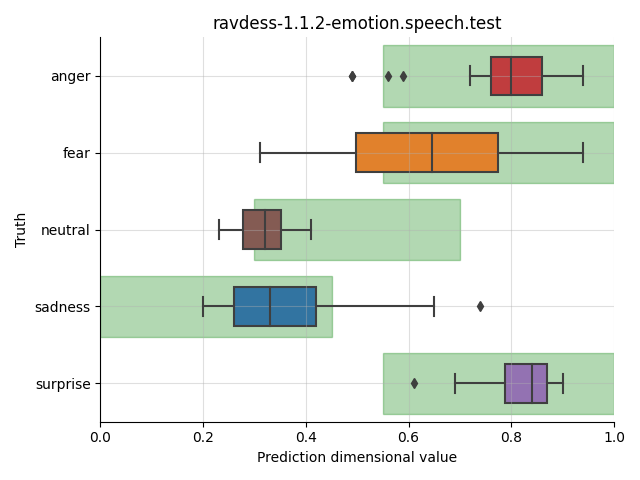 ravdess-1.1.2-emotion.speech.test
anger
fear
neutral
sadness
surprise
Truth
0.0 0.2 0.4 0.6 0.8 1.0
Prediction dimensional value